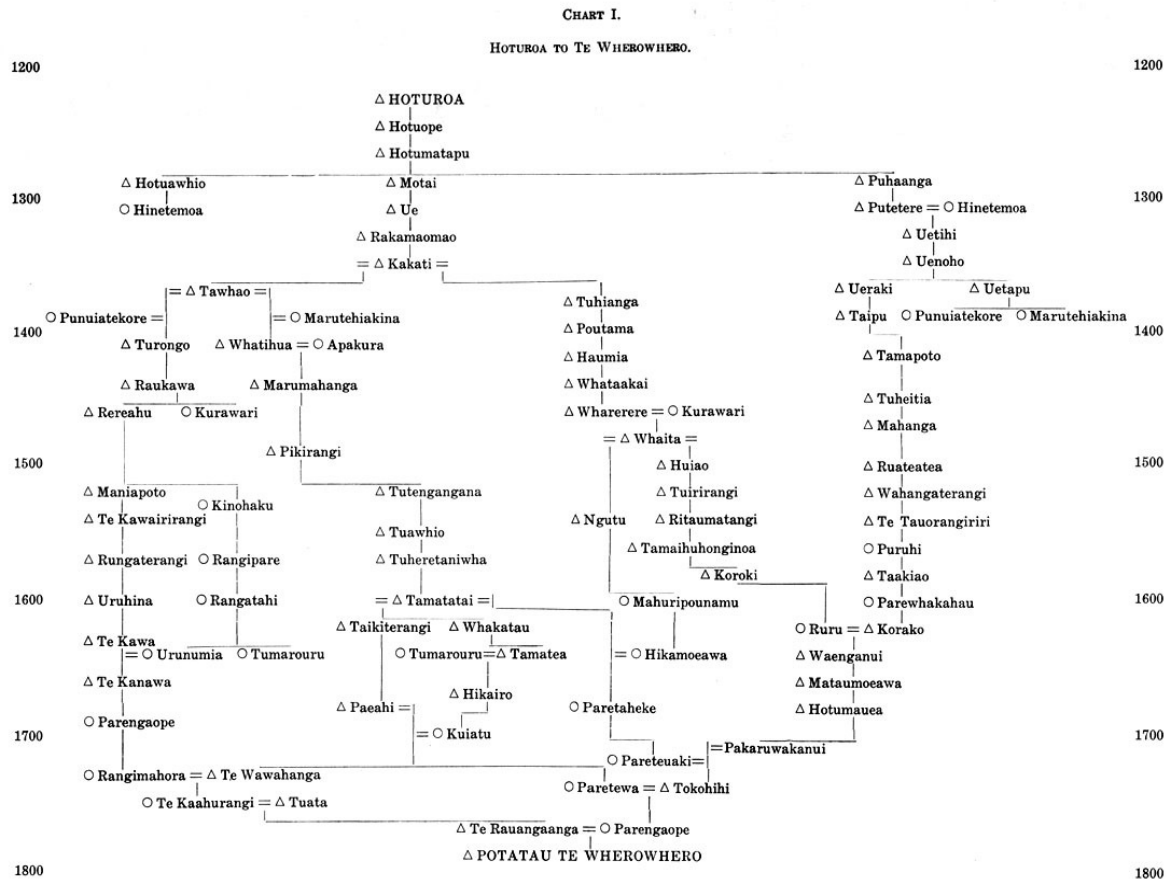 CHART I.
HOTUROA TO TE WHEROWHERO.
1200 1200
△ HOTUROA
△ Hotuope
△ Hotumatapu
△ Hotuawhio △ Motai △ Puhaanga
1300 1300
○ Hinetemoa △ Ue △ Putetere = ○ Hinetemoa
△ Rakamaomao △ Uetihi
= △ Kakati = △ Uenoho
= △ Tawhao = △ Ueraki △ Uetapu
△ Tuhianga
○ Punuiatekore = = ○ Marutehiakina △ Taipu ○ Punuiatekore ○ Marutehiakina
1400 △ Poutama 1400
△ Turongo △ Whatihua = ○ Apakura △ Haumia △ Tamapoto
△ Raukawa △ Marumahanga △ Whataakai △ Tuheitia
△ Rereahu ○ Kurawari △ Wharerere = ○ Kurawari △ Mahanga
= △ Whaita =
△ Pikirangi
1500 △ Huiao △ Ruateatea 1500
△ Maniapoto ○ Kinohaku △ Tutengangana △ Tuirirangi △ Wahangaterangi
△ Te Kawairirangi △ Tuawhio △ Ngutu △ Ritaumatangi △ Te Tauorangiriri
△ Rungaterangi ○ Rangipare △ Tuheretaniwha △ Tamaihuhonginoa ○ Puruhi
△ Koroki △ Taakiao
1600 △ Uruhina ○ Rangatahi = △ Tamatatai = ○ Mahuripounamu ○ Parewhakahau 1600
△ Taikiterangi △ Whakatau ○ Ruru = △ Korako
△ Te Kawa
= ○ Urunumia ○ Tumarouru ○ Tumarouru = △ Tamatea = ○ Hikamoeawa △ Waenganui
△ Te Kanawa △ Hikairo △ Mataumoeawa
△ Paeahi = ○ Paretaheke △ Hotumauea
○ Parengaope
1700 = ○ Kuiatu 1700
=Pakaruwakanui
○ Pareteuaki=
○ Rangimahora = △ Te Wawahanga ○ Paretewa = △ Tokohihi
○ Te Kaahurangi = △ Tuata
△ Te Rauangaanga = ○ Parengaope
△ POTATAU TE WHEROWHERO
1800 1800